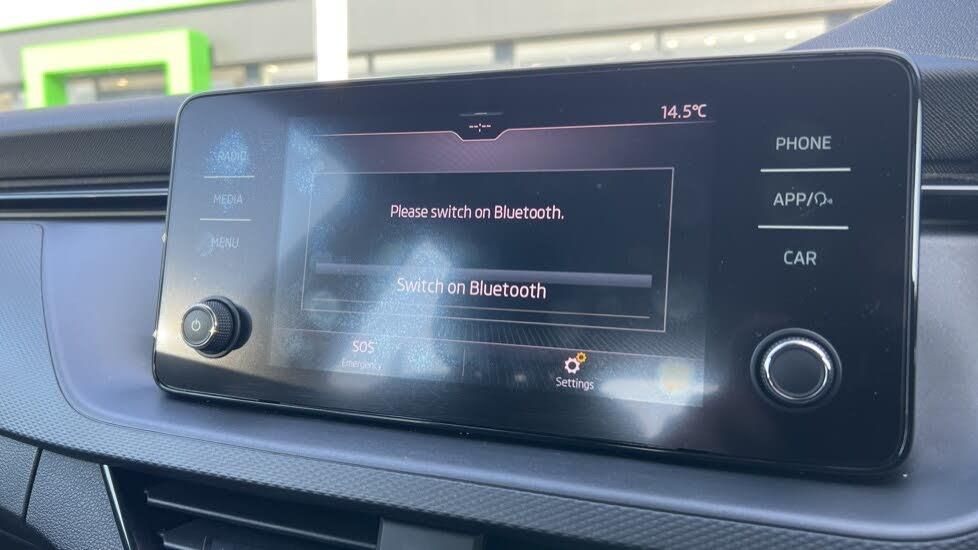 14.5°C
--:--
RADIO
MEDIA
MENU
Please switch on Bluetooth.
Switch on Bluetooth
SOS
Emergency
Settings
PHONE
APP/
CAR